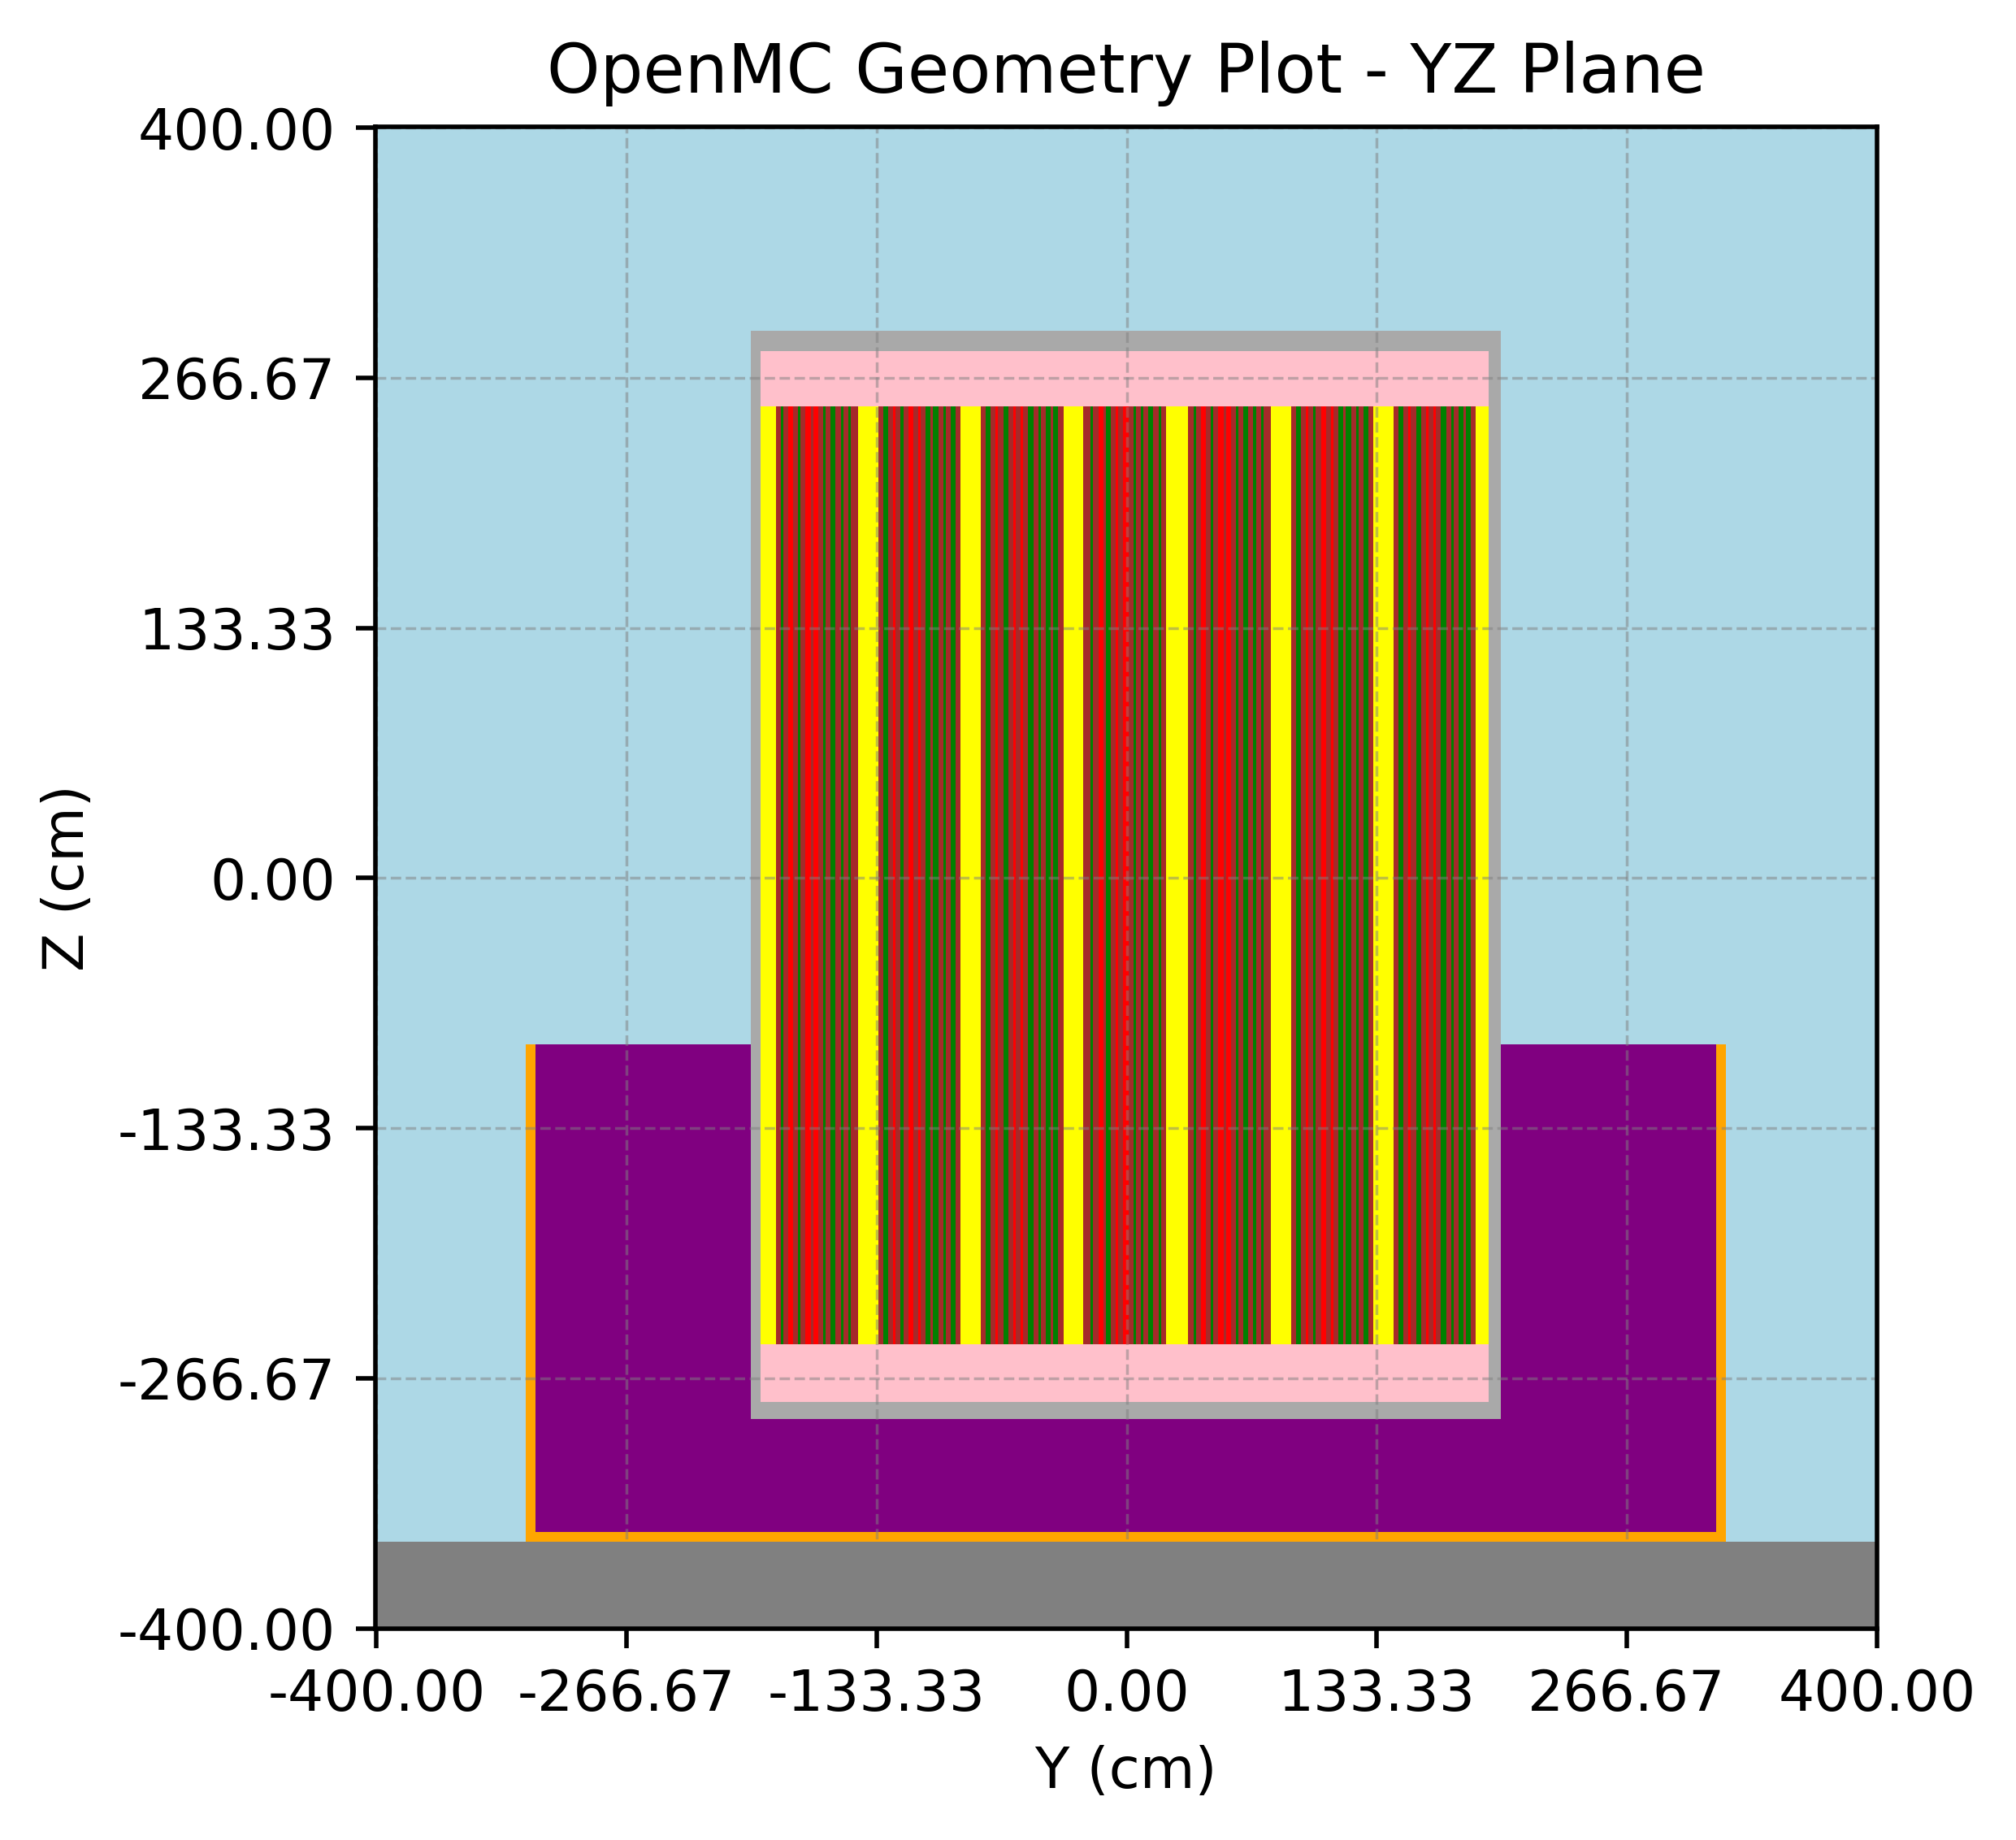 OpenMC Geometry Plot - YZ Plane
400.00
266.67
133.33
0.00
-133.33
-266.67
-400.00
Z (cm)
-400.00 -266.67 -133.33 0.00 133.33 266.67 400.00
Y (cm)